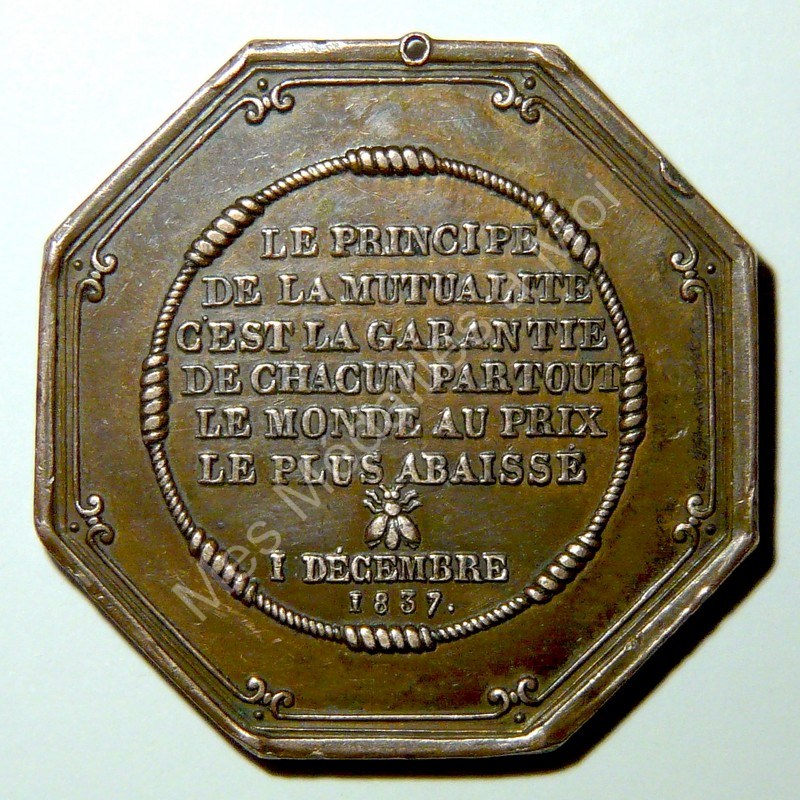 LE PRINCIPE
DE LA MUTUALITE
C'EST LA GARANTIE
DE CHACUN PARTOUT
LE MONDE AU PRIX
LE PLUS ABAISSÉ
1 DÉCEMBRE
1837.